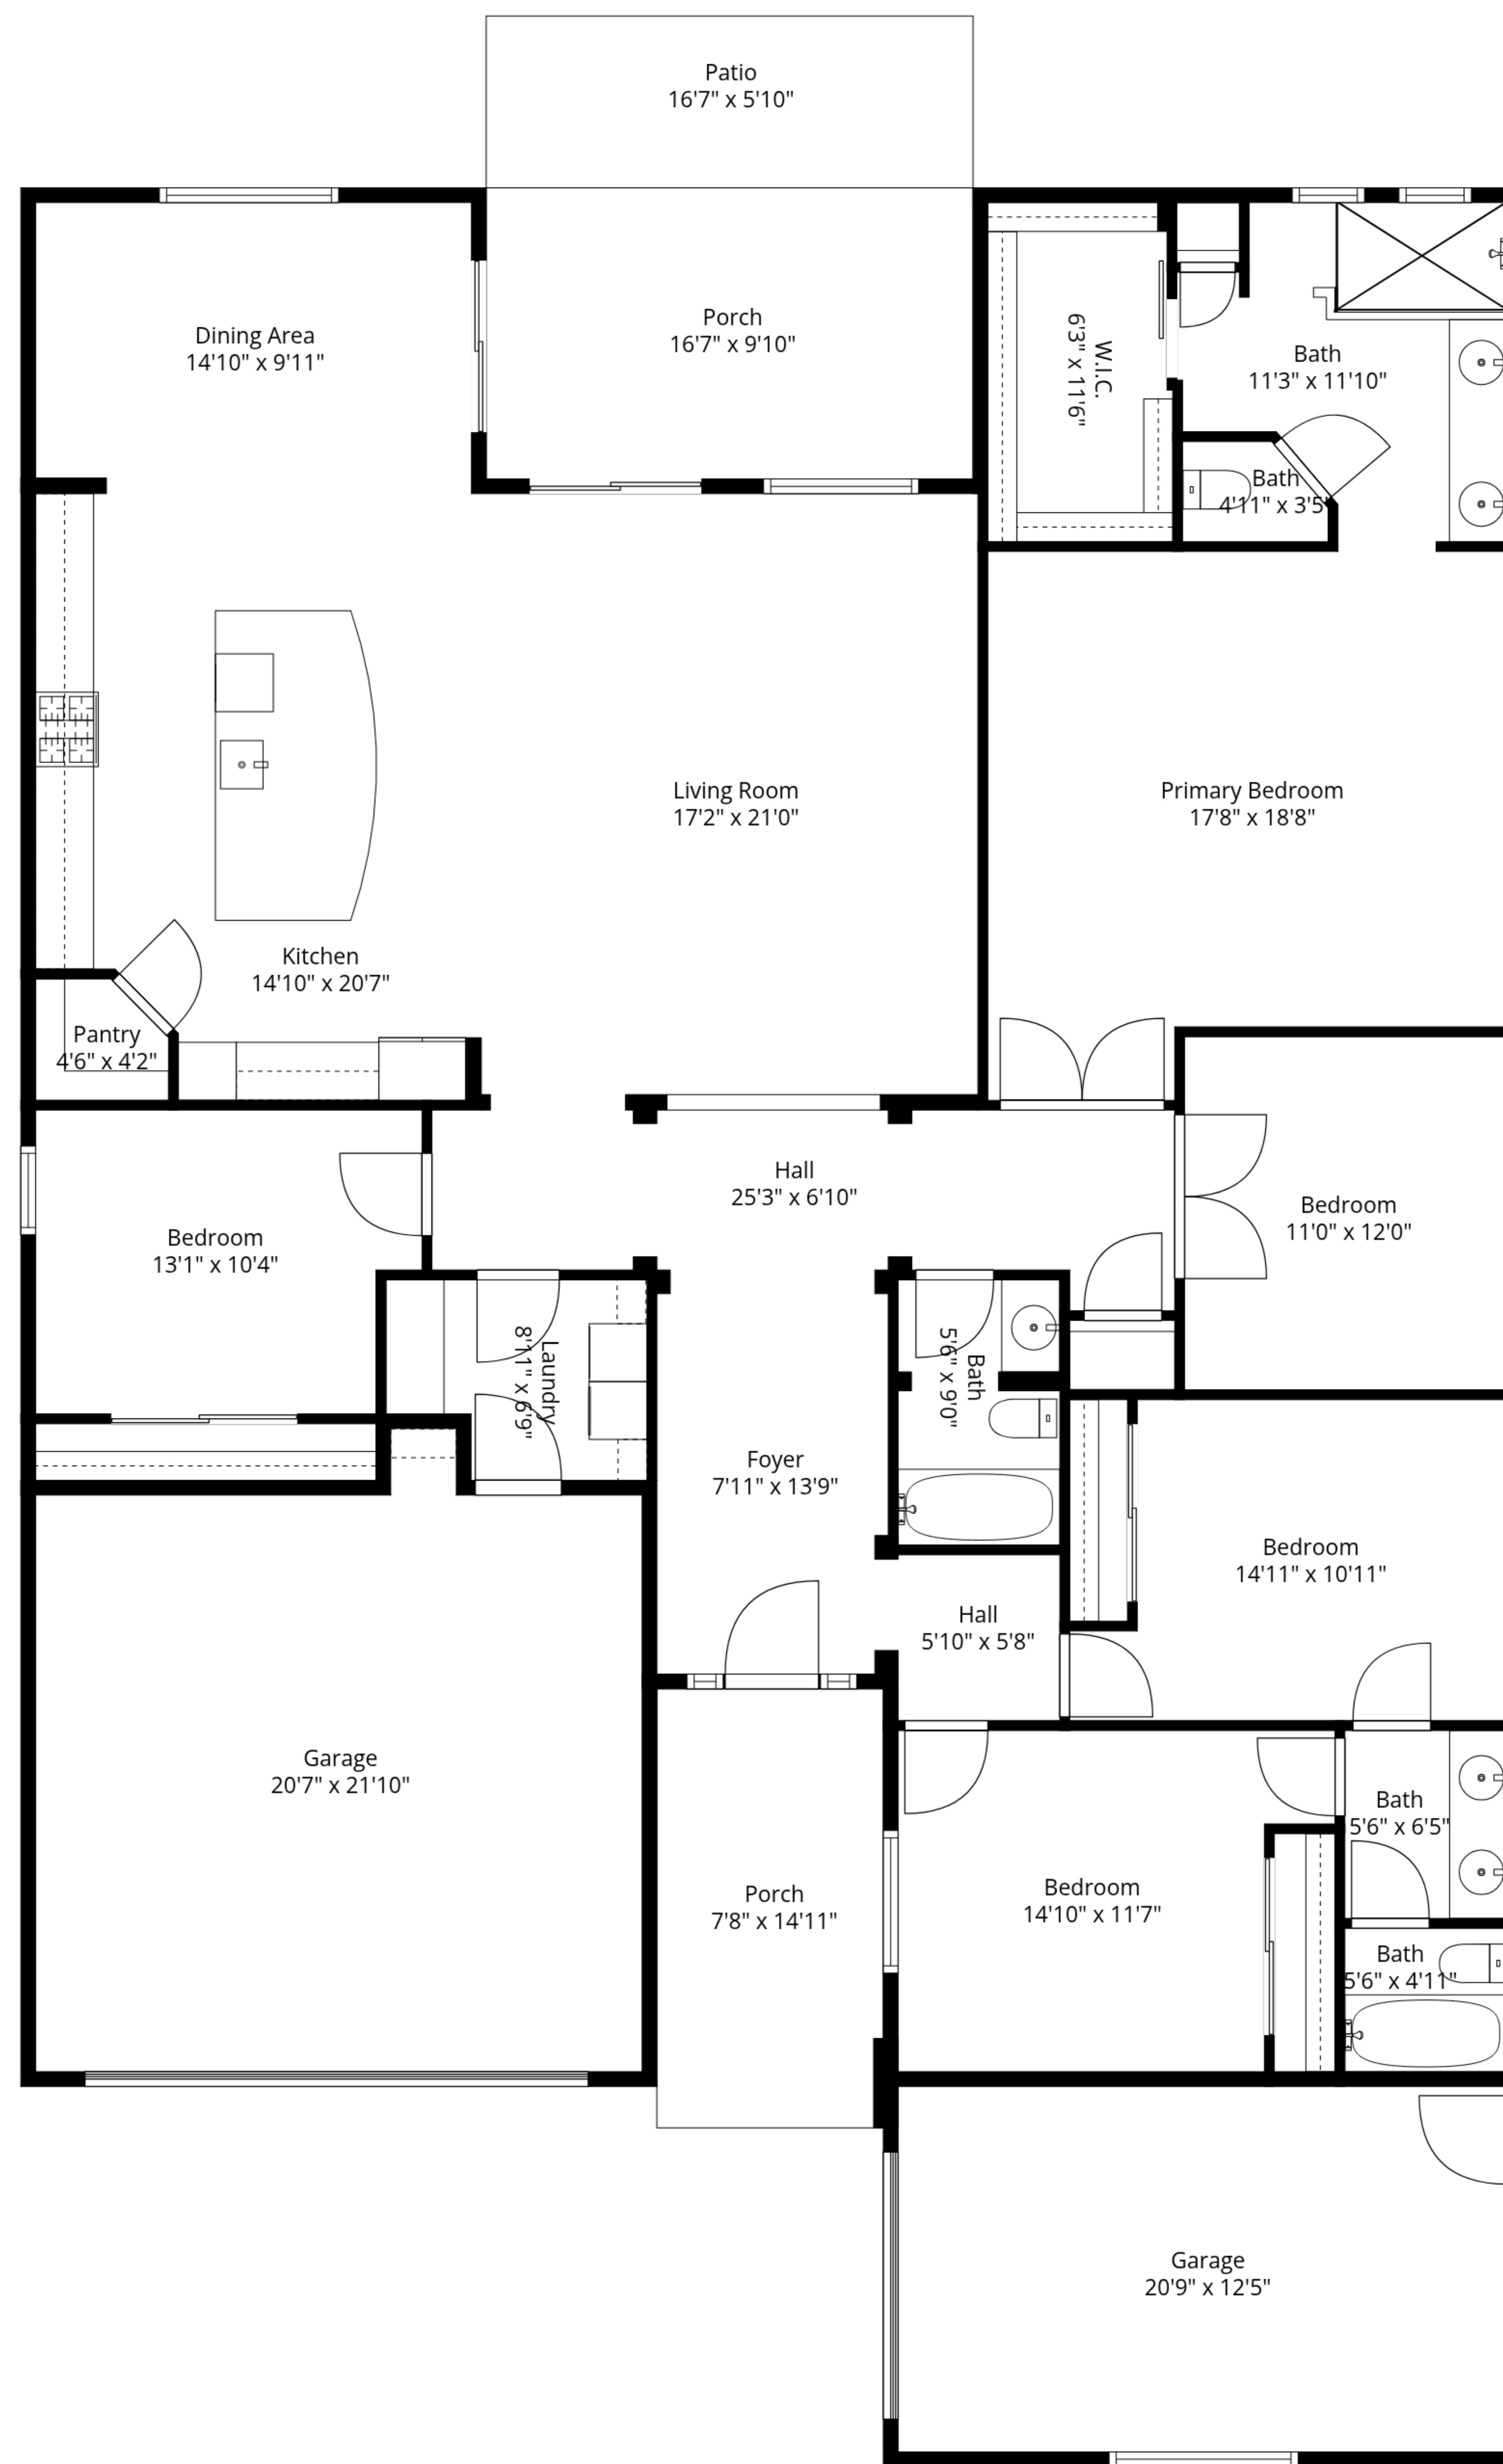 Patio
16'7" x 5'10"
Porch
16'7" x 9'10"
Dining Area
14'10" x 9'11"
W.I.C.
6'3" x 11'6"
Bath
11'3" x 11'10"
Bath
4'11" x 3'5"
Living Room
17'2" x 21'0"
Primary Bedroom
17'8" x 18'8"
Kitchen
14'10" x 20'7"
Pantry
4'6" x 4'2"
Hall
25'3" x 6'10"
Bedroom
11'0" x 12'0"
Bedroom
13'1" x 10'4"
Laundry
8'11" x 6'9"
Bath
5'6" x 9'0"
Foyer
7'11" x 13'9"
Bedroom
14'11" x 10'11"
Hall
5'10" x 5'8"
Garage
20'7" x 21'10"
Bath
5'6" x 6'5"
Porch
7'8" x 14'11"
Bedroom
14'10" x 11'7"
Bath
5'6" x 4'11"
Garage
20'9" x 12'5"